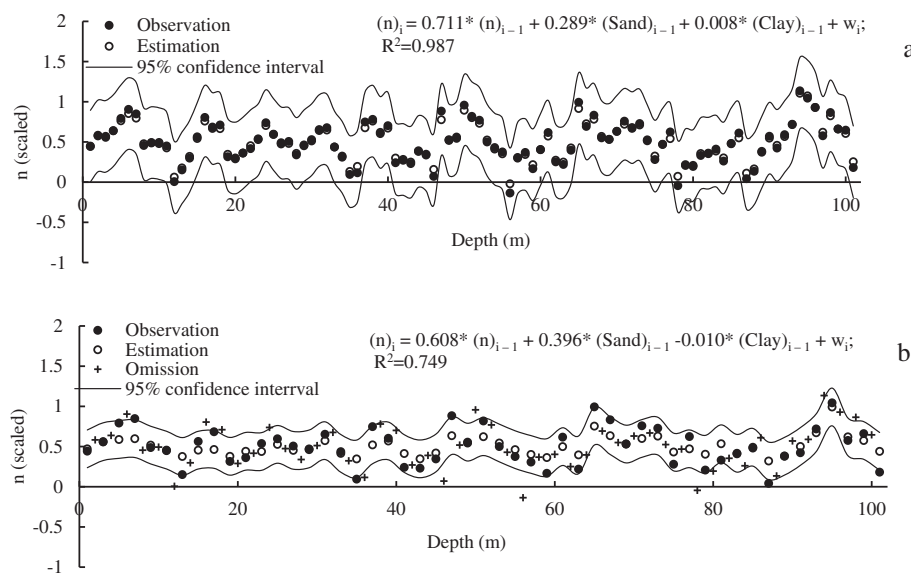 2
Observation
Estimation
95% confidence interval
(n)i = 0.711* (n)i−1 + 0.289* (Sand)i−1 + 0.008* (Clay)i−1 + wi;
R2=0.987
a
1.5
1
0.5
0
-0.5
-1
n (scaled)
0 20 40 60 80 100
Depth (m)
2
Observation
Estimation
Omission
95% confidence interrval
(n)i = 0.608* (n)i−1 + 0.396* (Sand)i−1 -0.010* (Clay)i−1 + wi;
R2=0.749
b
1.5
1
0.5
0
-0.5
-1
n (scaled)
0 20 40 60 80 100
Depth (m)